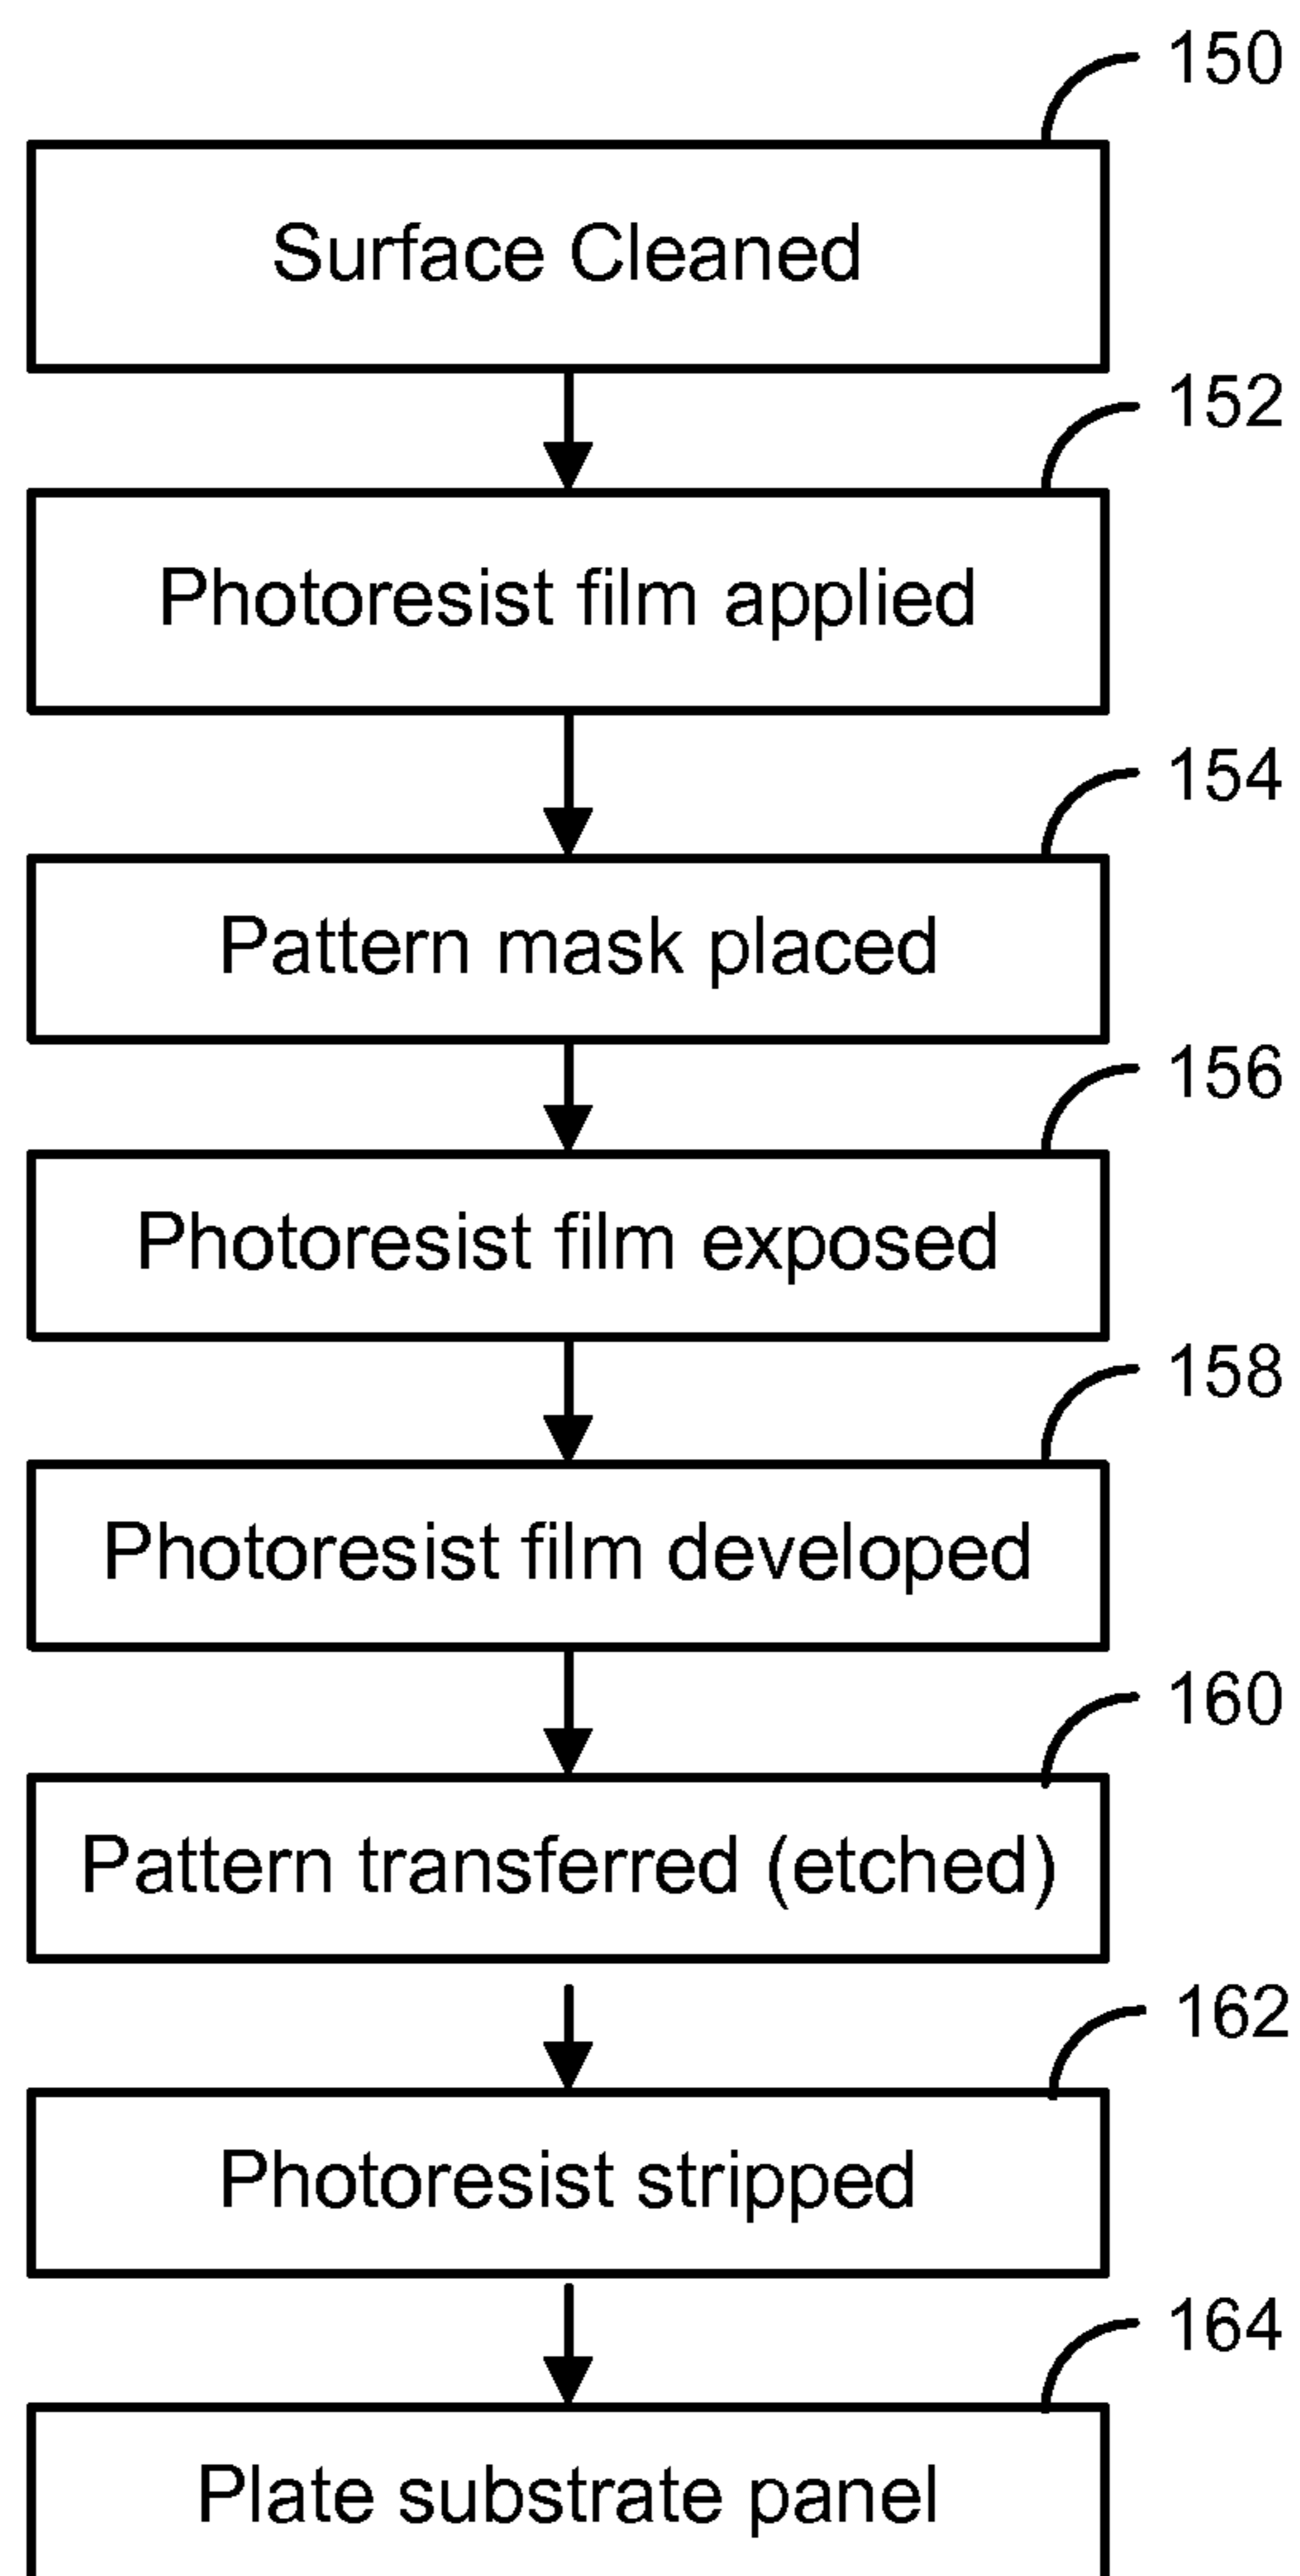 150
Surface Cleaned
152
Photoresist film applied
154
Pattern mask placed
156
Photoresist film exposed
158
Photoresist film developed
160
Pattern transferred (etched)
162
Photoresist stripped
164
Plate substrate panel